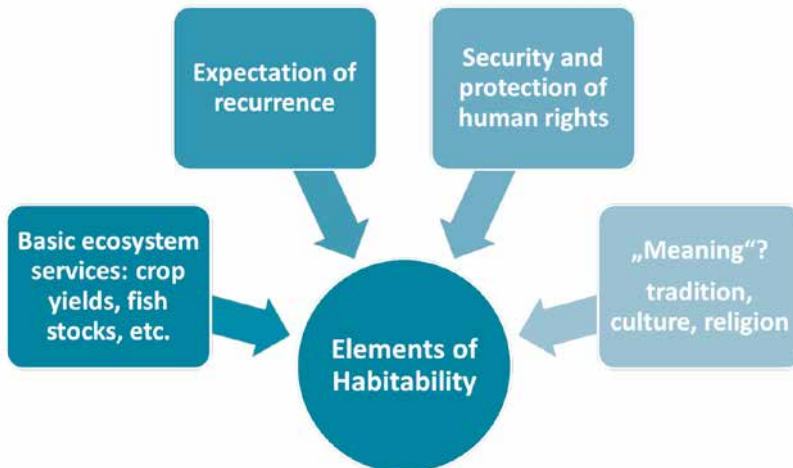 Expectation of
recurrence
Security and
protection of
human rights
Basic ecosystem
services: crop
yields, fish
stocks, etc.
„Meaning“?
tradition,
culture, religion
Elements of
Habitability